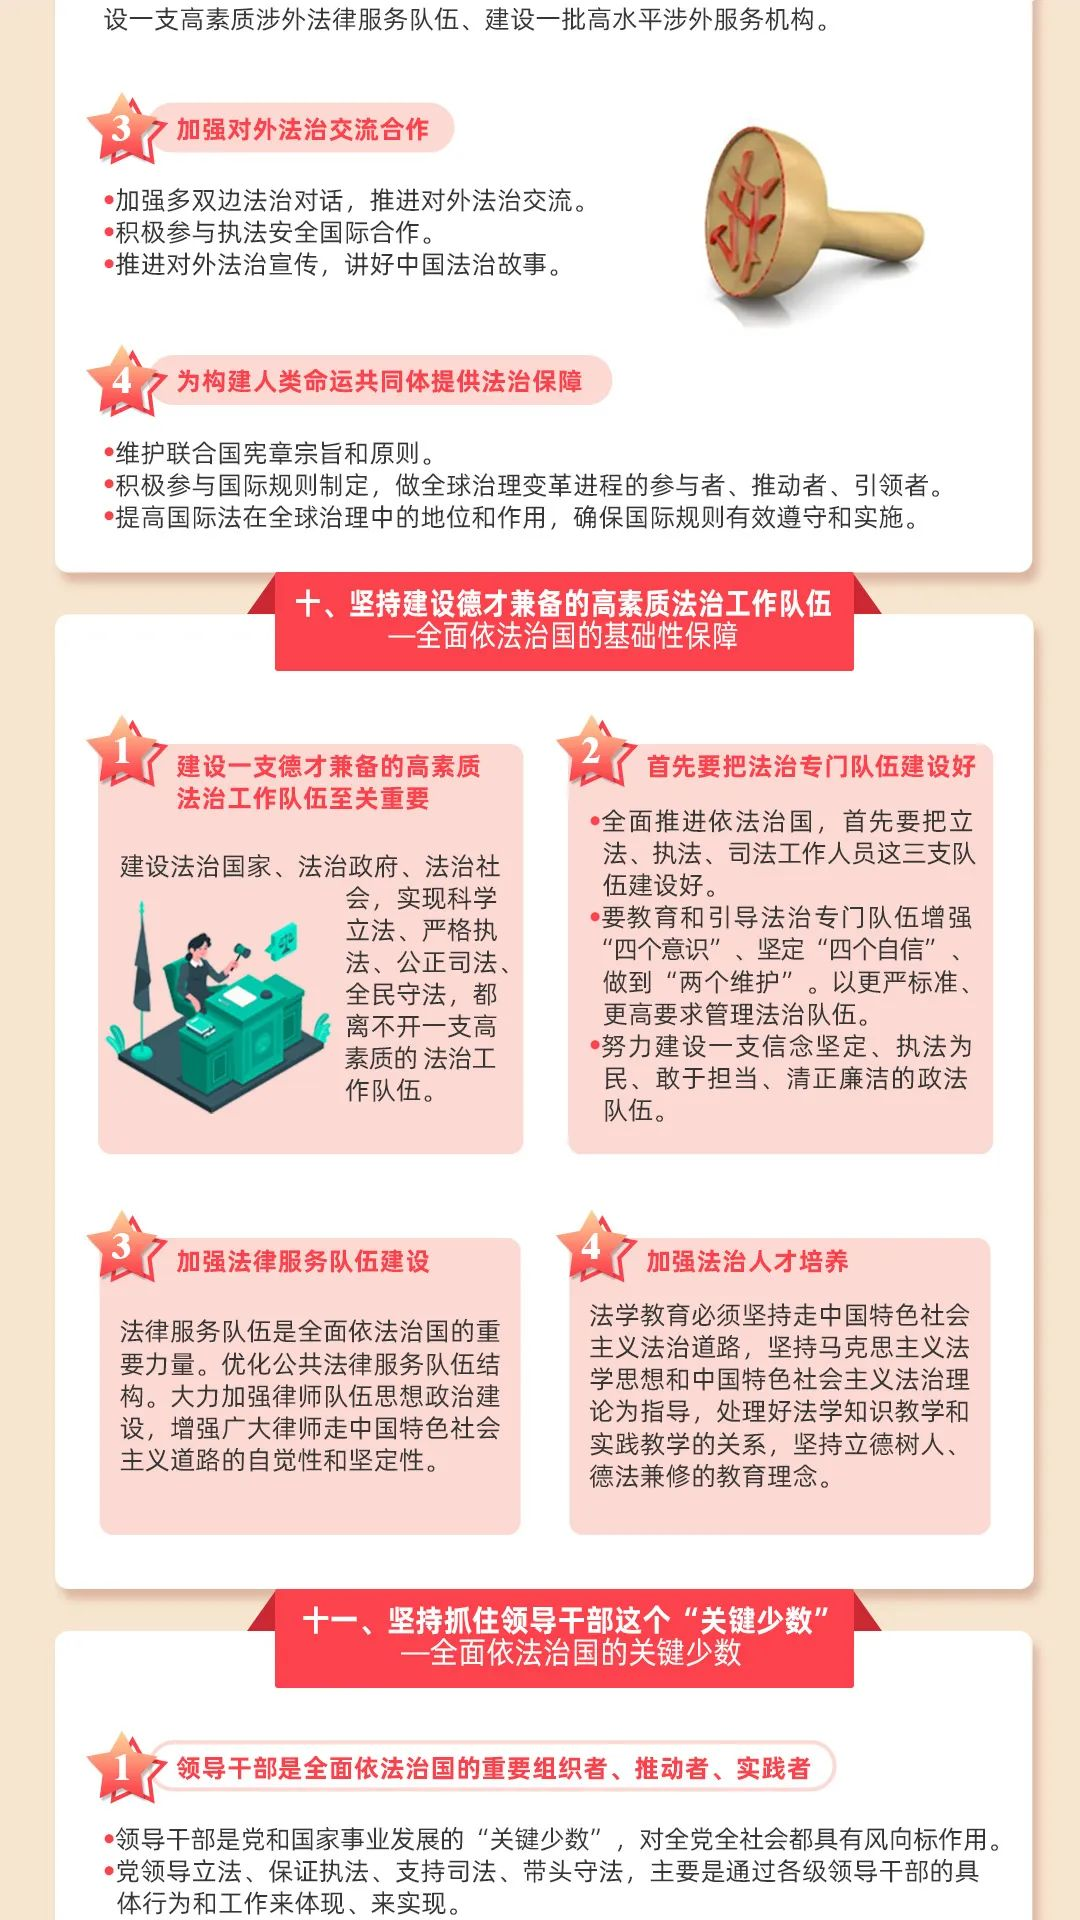 设一支高素质涉外法律服务队伍、建设一批高水平涉外服务机构。
3 加强对外法治交流合作
•加强多双边法治对话，推进对外法治交流。
•积极参与执法安全国际合作。
•推进对外法治宣传，讲好中国法治故事。
4 为构建人类命运共同体提供法治保障
•维护联合国宪章宗旨和原则。
•积极参与国际规则制定，做全球治理变革进程的参与者、推动者、引领者。
•提高国际法在全球治理中的地位和作用，确保国际规则有效遵守和实施。
十、坚持建设德才兼备的高素质法治工作队伍
—全面依法治国的基础性保障
1 建设一支德才兼备的高素质
法治工作队伍至关重要
建设法治国家、法治政府、法治社
会，实现科学
立法、严格执
法、公正司法、
全民守法，都
离不开一支高
素质的 法治工
作队伍。
2 首先要把法治专门队伍建设好
•全面推进依法治国，首先要把立
法、执法、司法工作人员这三支队
伍建设好。
•要教育和引导法治专门队伍增强
“四个意识”、坚定“四个自信”、
做到“两个维护”。以更严标准、
更高要求管理法治队伍。
•努力建设一支信念坚定、执法为
民、敢于担当、清正廉洁的政法
队伍。
3 加强法律服务队伍建设
法律服务队伍是全面依法治国的重
要力量。优化公共法律服务队伍结
构。大力加强律师队伍思想政治建
设，增强广大律师走中国特色社会
主义道路的自觉性和坚定性。
4 加强法治人才培养
法学教育必须坚持走中国特色社会
主义法治道路，坚持马克思主义法
学思想和中国特色社会主义法治理
论为指导，处理好法学知识教学和
实践教学的关系，坚持立德树人、
德法兼修的教育理念。
十一、坚持抓住领导干部这个“关键少数”
—全面依法治国的关键少数
1 领导干部是全面依法治国的重要组织者、推动者、实践者
•领导干部是党和国家事业发展的“关键少数”，对全党全社会都具有风向标作用。
•党领导立法、保证执法、支持司法、带头守法，主要是通过各级领导干部的具
体行为和工作来体现、来实现。